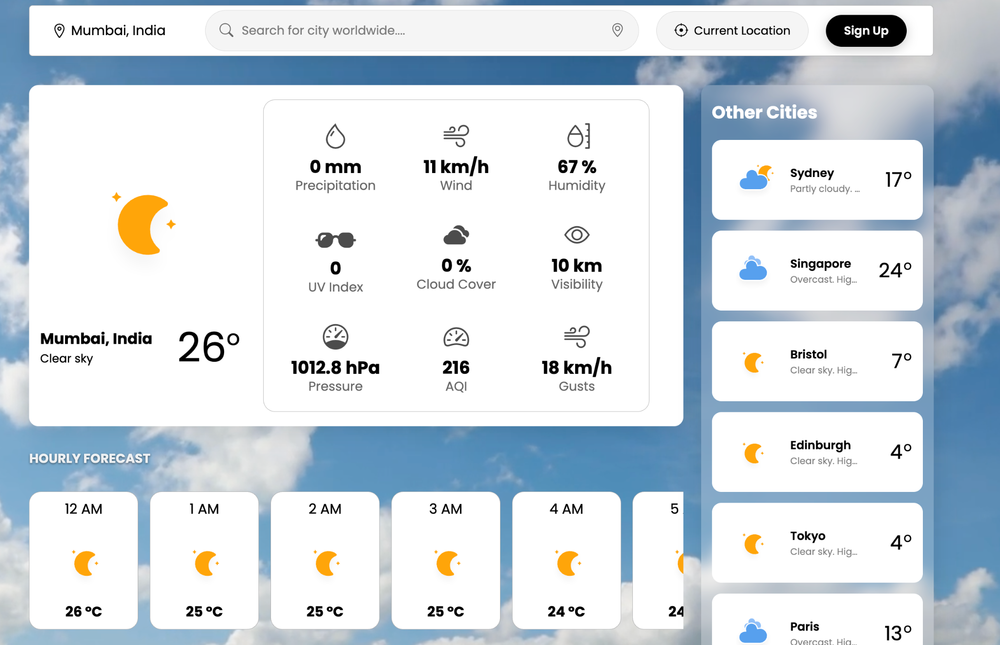 Mumbai, India
Search for city worldwide....
Current Location
Sign Up
Mumbai, India
Clear sky
26°
0 mm
Precipitation
11 km/h
Wind
67 %
Humidity
0
UV Index
0 %
Cloud Cover
10 km
Visibility
1012.8 hPa
Pressure
216
AQI
18 km/h
Gusts
HOURLY FORECAST
12 AM
26 °C
1 AM
25 °C
2 AM
25 °C
3 AM
25 °C
4 AM
24 °C
5
24
Other Cities
Sydney
Partly cloudy. ...
17°
Singapore
Overcast. Hig...
24°
Bristol
Clear sky. Hig...
7°
Edinburgh
Clear sky. Hig...
4°
Tokyo
Clear sky. Hig...
4°
Paris
Overcast. Hig...
13°